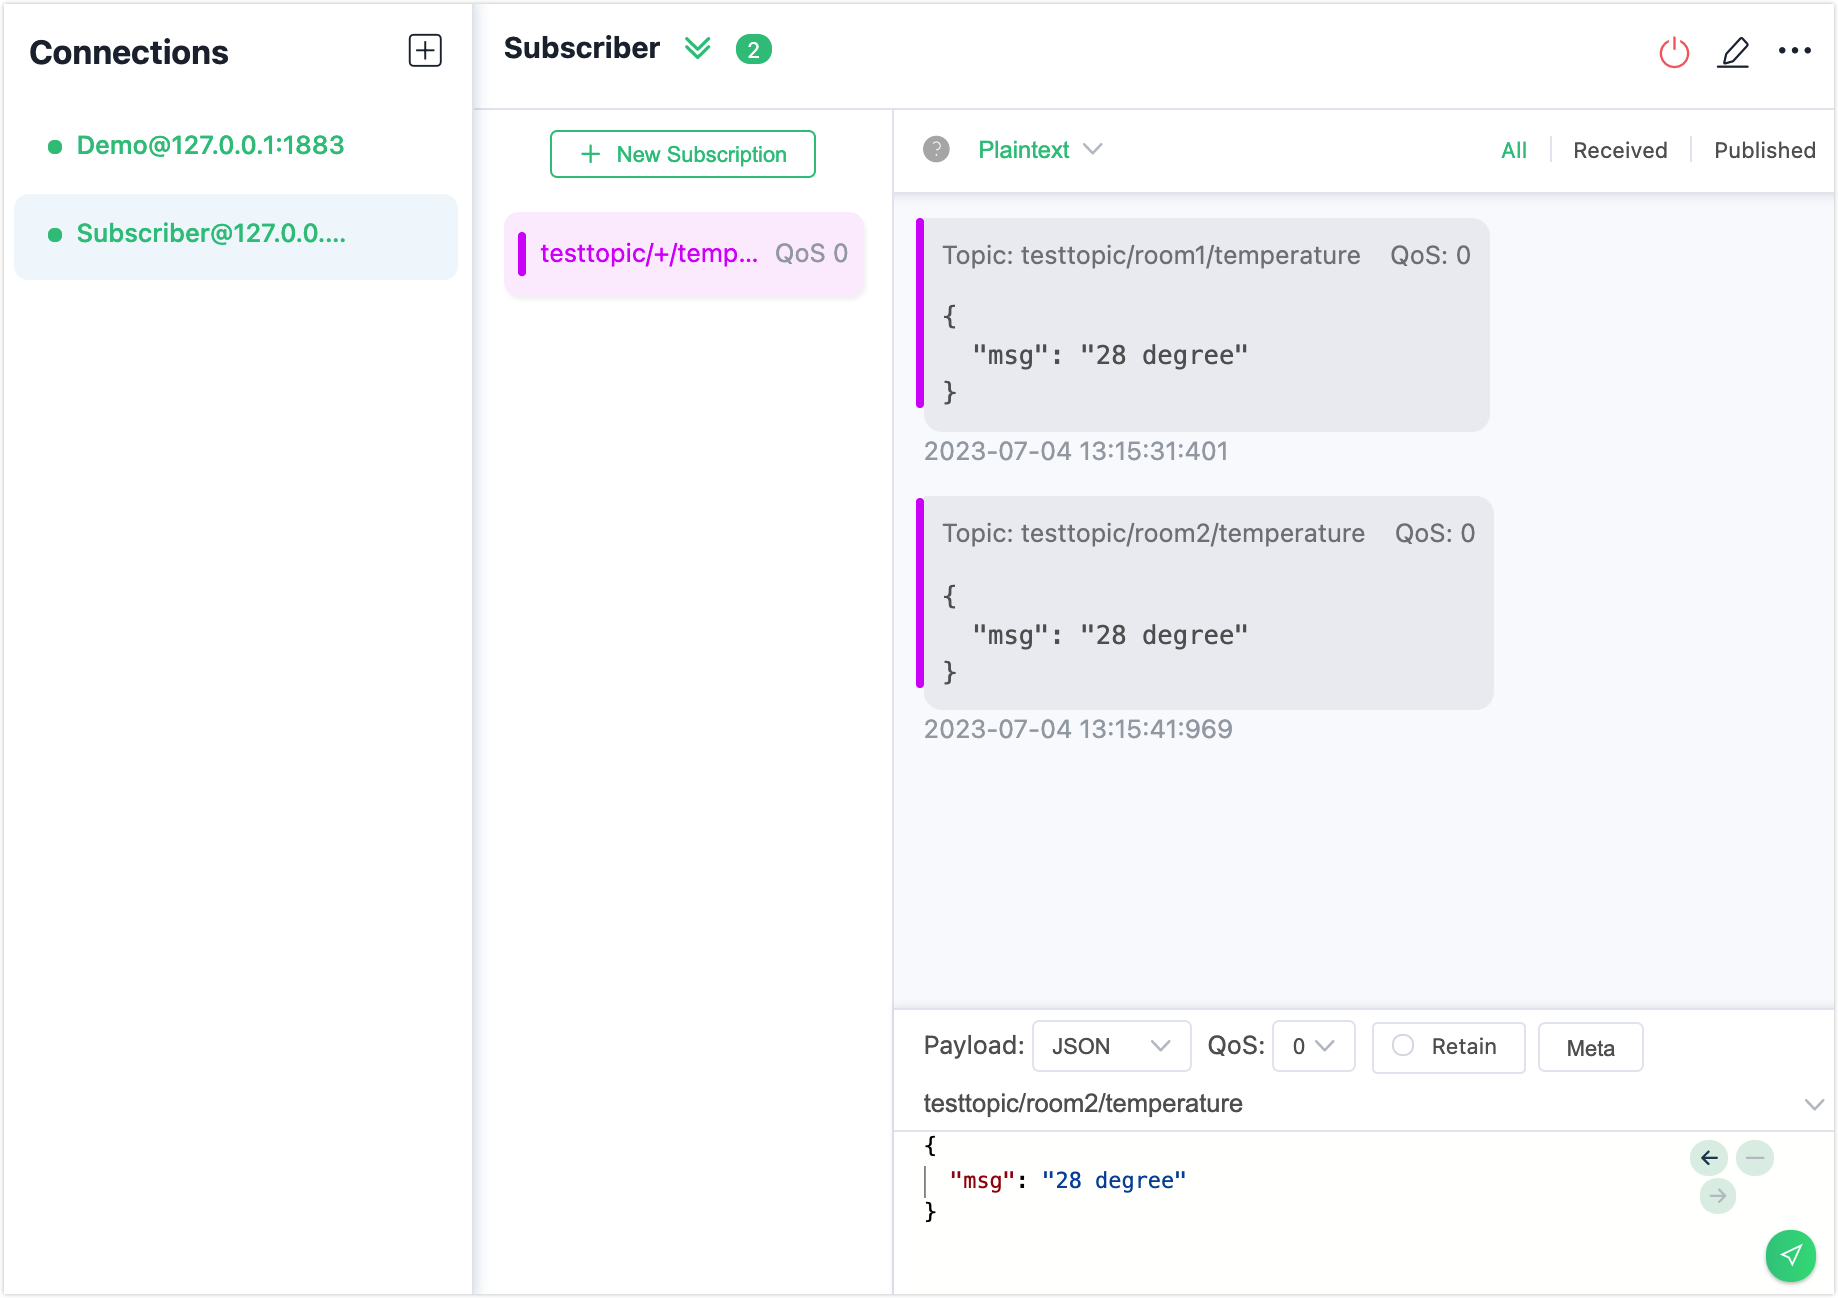 Connections
Demo@127.0.0.1:1883
Subscriber@127.0.0....
Subscriber 2
New Subscription
testtopic/+/temp... QoS 0
? Plaintext All Received Published
Topic: testtopic/room1/temperature QoS: 0
{
  "msg": "28 degree"
}
2023-07-04 13:15:31:401
Topic: testtopic/room2/temperature QoS: 0
{
  "msg": "28 degree"
}
2023-07-04 13:15:41:969
Payload: JSON QoS: 0 Retain Meta
testtopic/room2/temperature
{
  "msg": "28 degree"
}